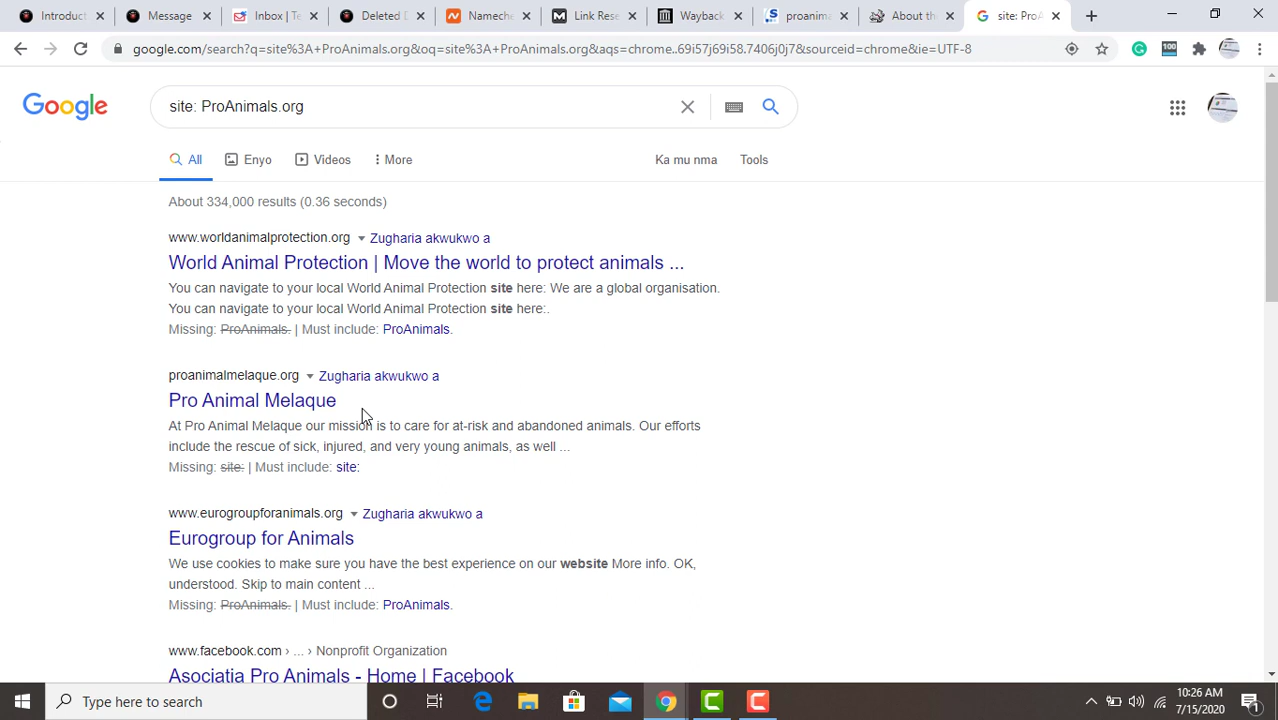 Introduct
Message
Inbox | Te
Deleted D
Nameche
Link Rese
Wayback
proanima
About the
site: ProA
google.com/search?q=site%3A+ProAnimals.org&oq=site%3A+ProAnimals.org&aqs=chrome..69i57j69i58.7406j0j7&sourceid=chrome&ie=UTF-8
100
Google
site: ProAnimals.org
All
Enyo
Videos
More
Ka mu nma
Tools
About 334,000 results (0.36 seconds)
www.worldanimalprotection.org Zugharia akwukwo a
World Animal Protection | Move the world to protect animals ...
You can navigate to your local World Animal Protection site here: We are a global organisation.
You can navigate to your local World Animal Protection site here:.
Missing: ProAnimals. | Must include: ProAnimals.
proanimalmelaque.org Zugharia akwukwo a
Pro Animal Melaque
At Pro Animal Melaque our mission is to care for at-risk and abandoned animals. Our efforts
include the rescue of sick, injured, and very young animals, as well ...
Missing: site: | Must include: site:
www.eurogroupforanimals.org Zugharia akwukwo a
Eurogroup for Animals
We use cookies to make sure you have the best experience on our website More info. OK,
understood. Skip to main content ...
Missing: ProAnimals. | Must include: ProAnimals.
www.facebook.com › ... › Nonprofit Organization
Asociatia Pro Animals - Home | Facebook
Type here to search
10:26 AM
7/15/2020
1